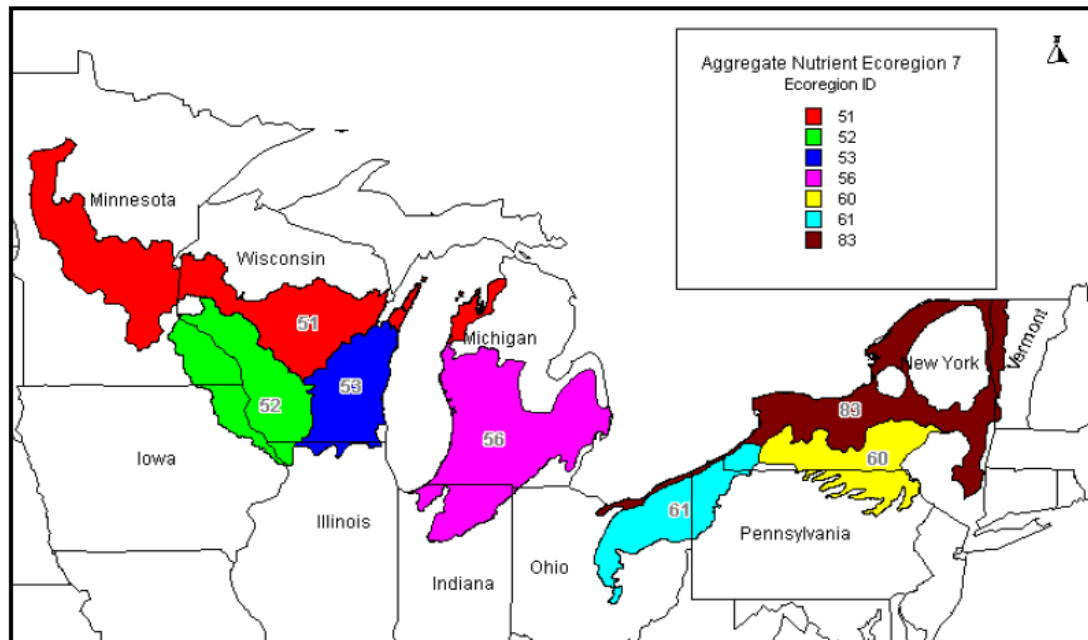 Aggregate Nutrient Ecoregion 7
Ecoregion ID
51
52
53
56
60
61
83
N
Minnesota
Wisconsin
51
Michigan
New York
Vermont
53
52
83
56
60
Iowa
61
Illinois
Pennsylvania
Indiana
Ohio